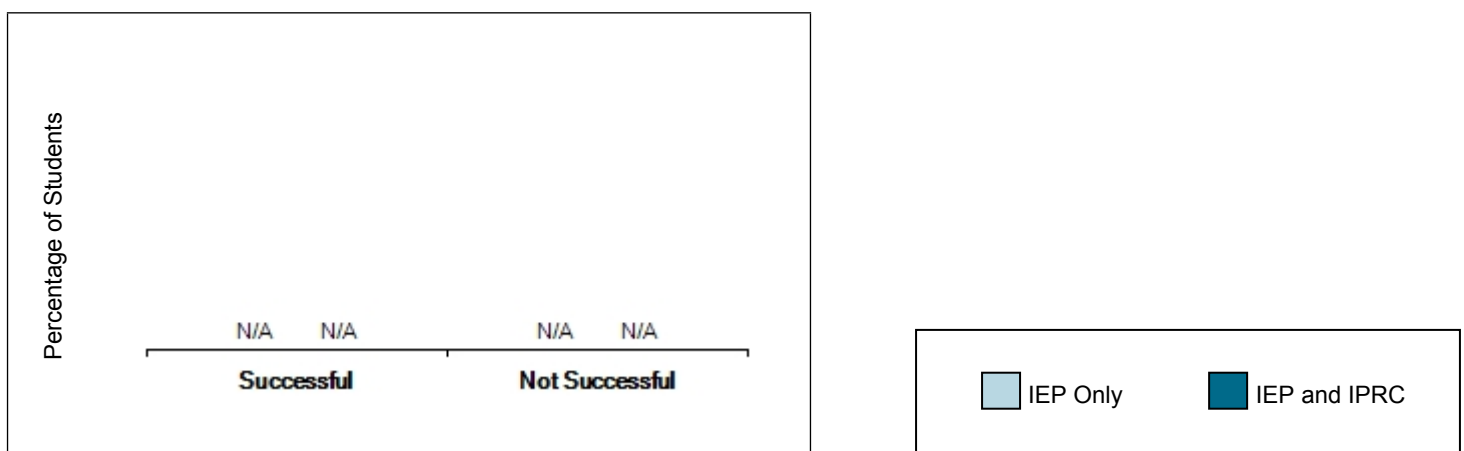 Percentage of Students
N/A N/A N/A N/A
Successful Not Successful
IEP Only IEP and IPRC